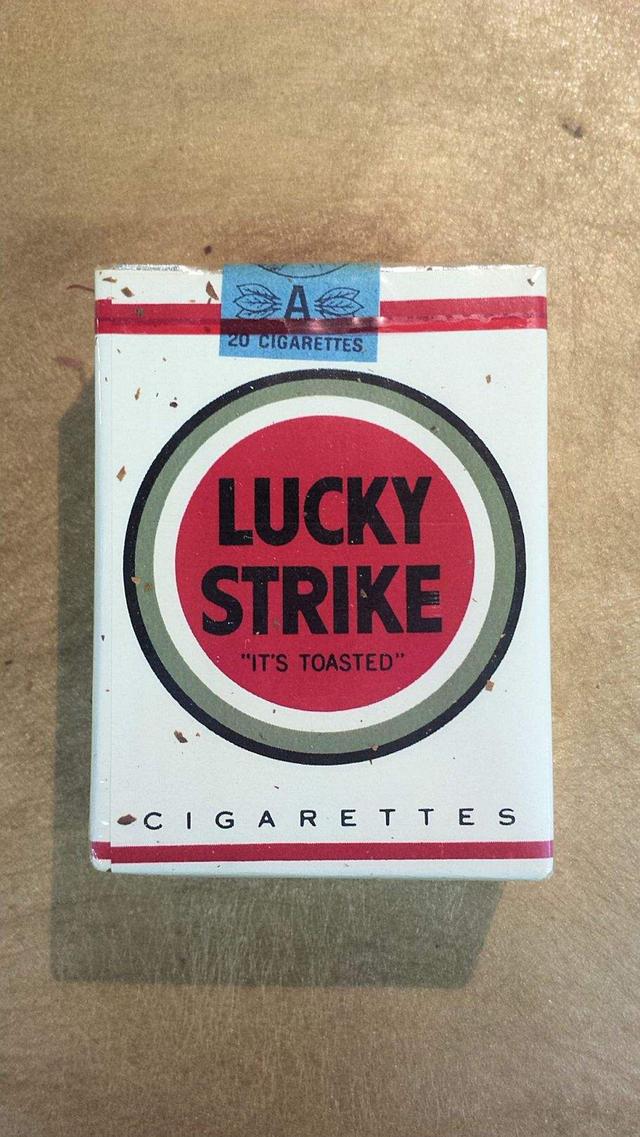 A
20 CIGARETTES
LUCKY
STRIKE
"IT'S TOASTED"
CIGARETTES